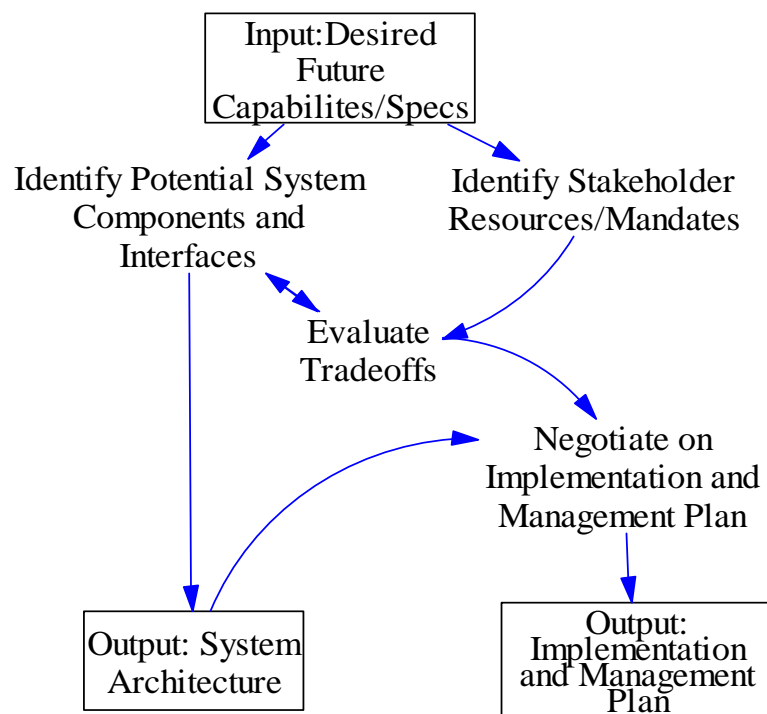 Input:Desired
Future
Capabilites/Specs
Identify Potential System
Components and
Interfaces
Identify Stakeholder
Resources/Mandates
Evaluate
Tradeoffs
Negotiate on
Implementation and
Management Plan
Output: System
Architecture
Output:
Implementation
and Management
Plan